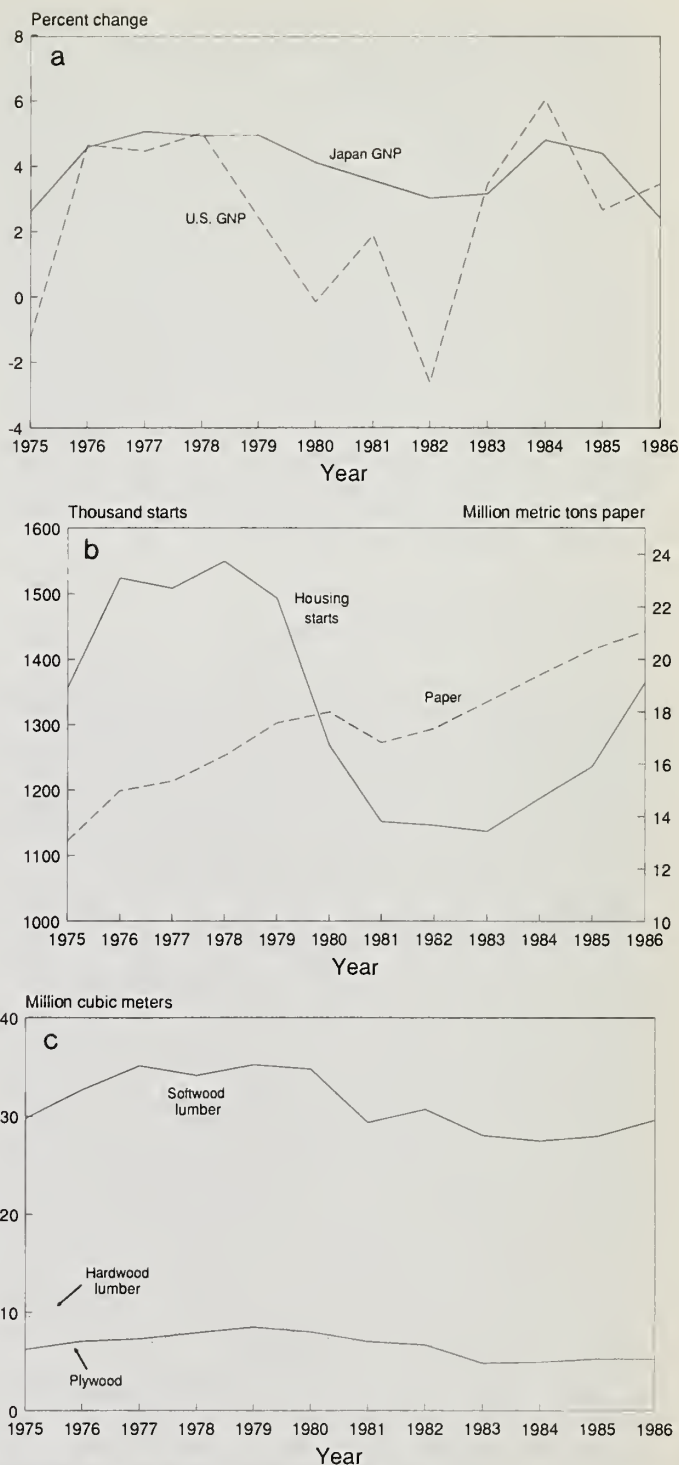 Percent change
a
8
6
4
2
0
-2
-4
Japan GNP
U.S. GNP
1975 1976 1977 1978 1979 1980 1981 1982 1983 1984 1985 1986
Year
Thousand starts Million metric tons paper
b
1600
1500
1400
1300
1200
1100
1000
Housing
starts
Paper
24
22
20
18
16
14
12
10
1975 1976 1977 1978 1979 1980 1981 1982 1983 1984 1985 1986
Year
Million cubic meters
c
40
30
20
10
0
Softwood
lumber
Hardwood
lumber
Plywood
1975 1976 1977 1978 1979 1980 1981 1982 1983 1984 1985 1986
Year